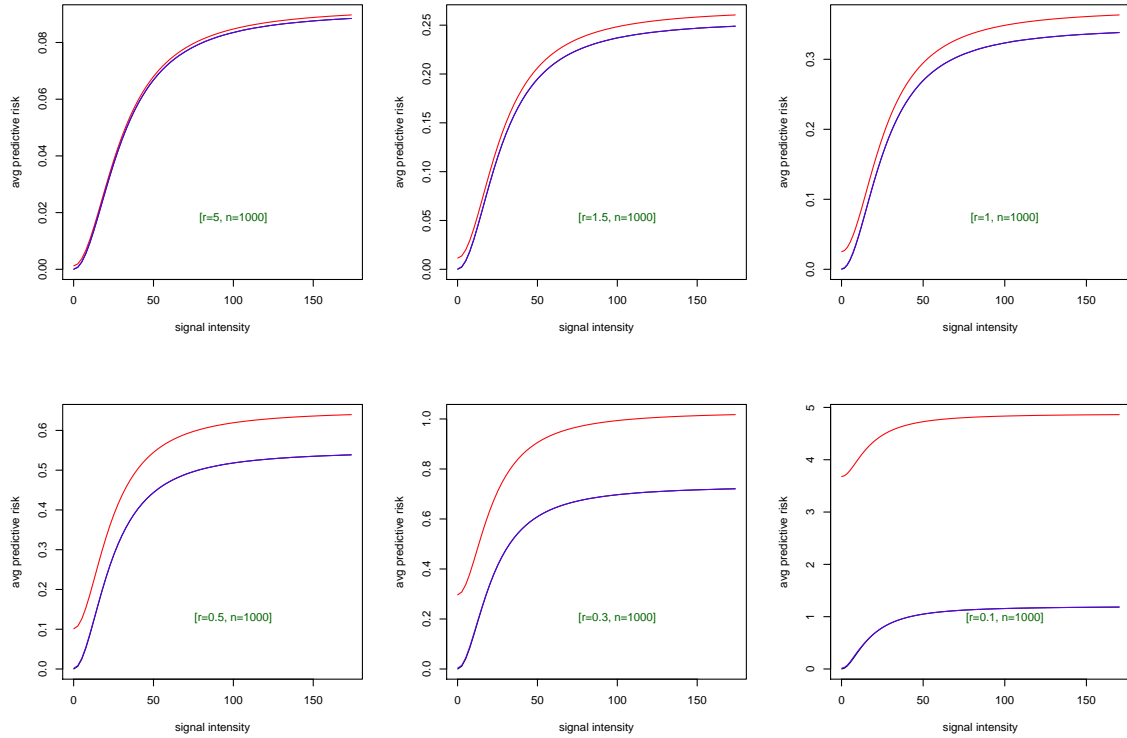 avg predictive risk
0.00 0.02 0.04 0.06 0.08
[r=5, n=1000]
0 50 100 150
signal intensity
avg predictive risk
0.00 0.05 0.10 0.15 0.20 0.25
[r=1.5, n=1000]
0 50 100 150
signal intensity
avg predictive risk
0.0 0.1 0.2 0.3
[r=1, n=1000]
0 50 100 150
signal intensity
avg predictive risk
0.0 0.1 0.2 0.3 0.4 0.5 0.6
[r=0.5, n=1000]
0 50 100 150
signal intensity
avg predictive risk
0.0 0.2 0.4 0.6 0.8 1.0
[r=0.3, n=1000]
0 50 100 150
signal intensity
avg predictive risk
0 1 2 3 4 5
[r=0.1, n=1000]
0 50 100 150
signal intensity